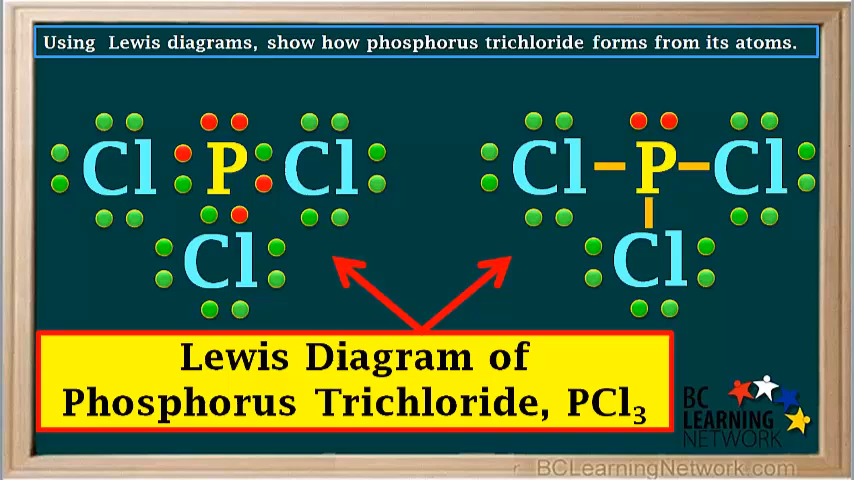 Using Lewis diagrams, show how phosphorus trichloride forms from its atoms.
Cl P Cl
Cl
Cl P Cl
Cl
Lewis Diagram of
Phosphorus Trichloride, PCl₃
BC
LEARNING
NETWORK
BCLearningNetwork.com